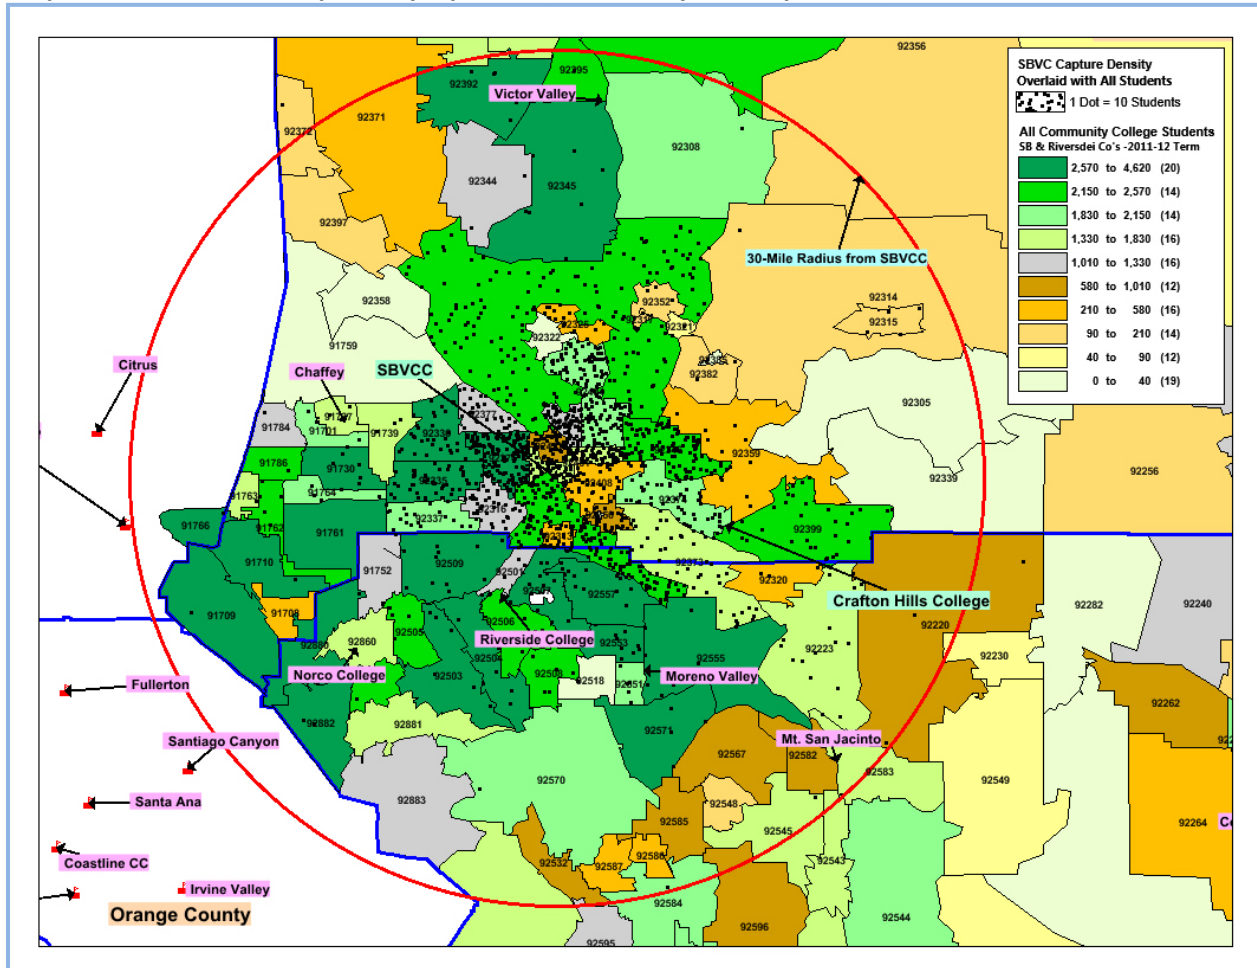 92356
92395
92392
Victor Valley
92371
92372
92308
92344
92345
92397
30-Mile Radius from SBVCC
92358
92352
92314
92315
92321
92322
91759
Citrus
Chaffey
SBVCC
92382
92305
92377
91784
91701
91739
92359
91786
91730
92256
92339
91763
91764
92335
92408
92316
92337
91762
91766
91761
92399
91710
91752
92509
92501
92373
92320
92557
91709
91708
Crafton Hills College
92282
92240
92220
92880
92860
92505
92506
Riverside College
92553
92555
92223
92230
92504
Norco College
92503
92508
92518
92551
Moreno Valley
Fullerton
92262
92882
92881
92571
Santiago Canyon
Mt. San Jacinto
92567
92582
92583
92570
92549
Santa Ana
92883
92548
92585
92545
92264
Coastline CC
92532
92587
92586
92543
Irvine Valley
Orange County
92584
92544
92596
92595
SBVC Capture Density
Overlaid with All Students
1 Dot = 10 Students
All Community College Students
SB & Riversdei Co's -2011-12 Term
2,570 to 4,620 (20)
2,150 to 2,570 (14)
1,830 to 2,150 (14)
1,330 to 1,830 (16)
1,010 to 1,330 (16)
580 to 1,010 (12)
210 to 580 (16)
90 to 210 (14)
40 to 90 (12)
0 to 40 (19)